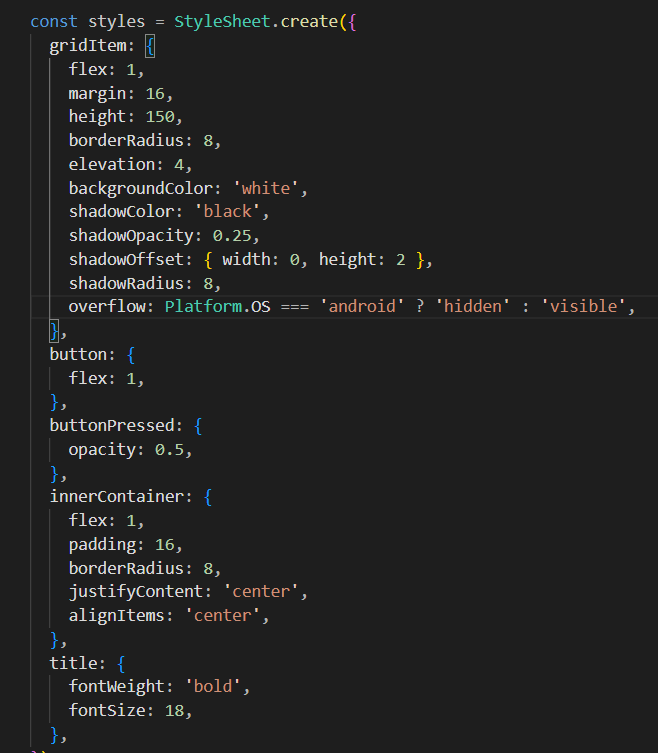 const styles = StyleSheet.create({
  gridItem: {
    flex: 1,
    margin: 16,
    height: 150,
    borderRadius: 8,
    elevation: 4,
    backgroundColor: 'white',
    shadowColor: 'black',
    shadowOpacity: 0.25,
    shadowOffset: { width: 0, height: 2 },
    shadowRadius: 8,
    overflow: Platform.OS === 'android' ? 'hidden' : 'visible',
  },
  button: {
    flex: 1,
  },
  buttonPressed: {
    opacity: 0.5,
  },
  innerContainer: {
    flex: 1,
    padding: 16,
    borderRadius: 8,
    justifyContent: 'center',
    alignItems: 'center',
  },
  title: {
    fontWeight: 'bold',
    fontSize: 18,
  },